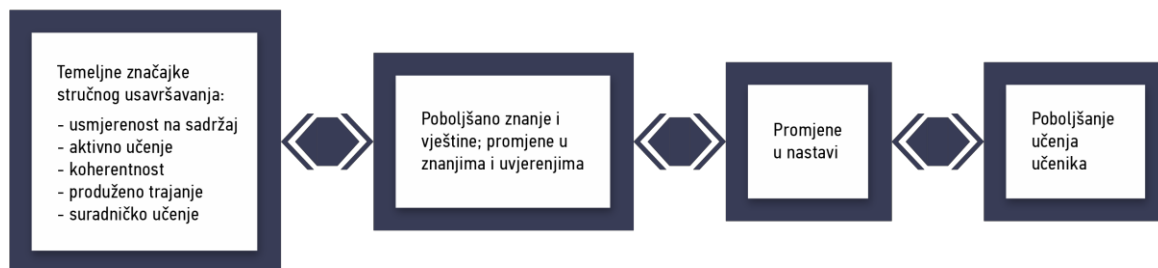 Temeljne značajke
stručnog usavršavanja:
- usmjerenost na sadržaj
- aktivno učenje
- koherentnost
- produženo trajanje
- suradničko učenje
Poboljšano znanje i
vještine; promjene u
znanjima i uvjerenjima
Promjene
u nastavi
Poboljšanje
učenja
učenika